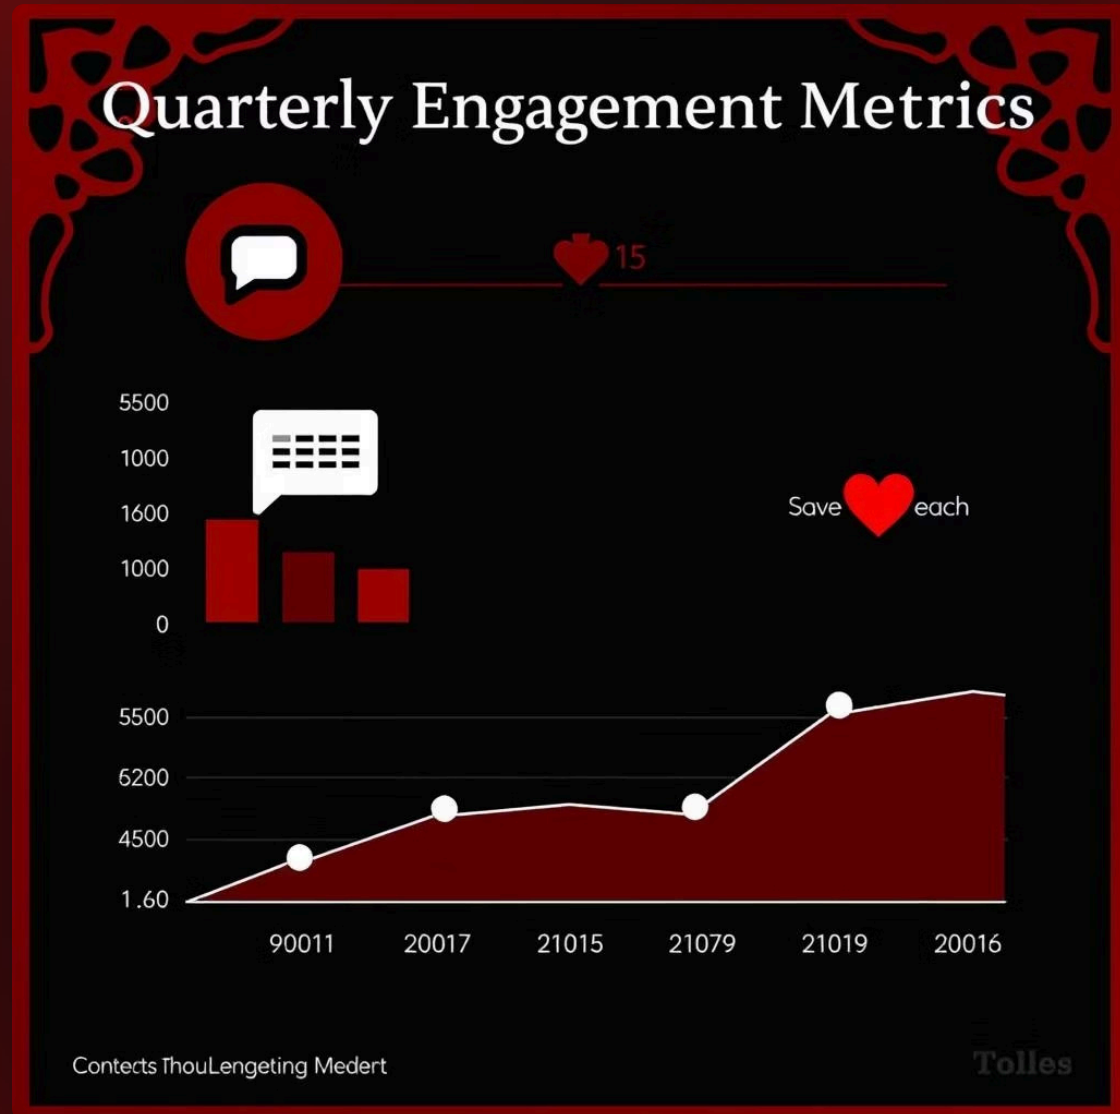 Quarterly Engagement Metrics
15
5500
1000
1600
1000
0
Save each
5500
6200
4500
1.60
90011 20017 21015 21079 21019 20016
Contects ThouLengeting Medert
Tolles